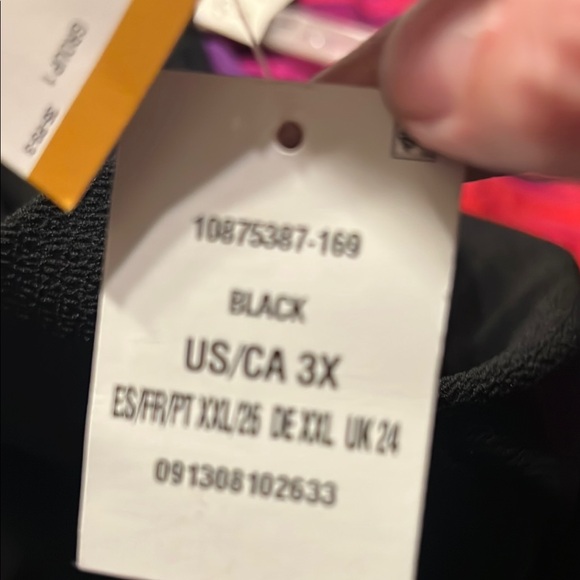 10875387-169
BLACK
US/CA 3X
ES/FR/PT XXL/26 DE XXL UK 24
091308102633